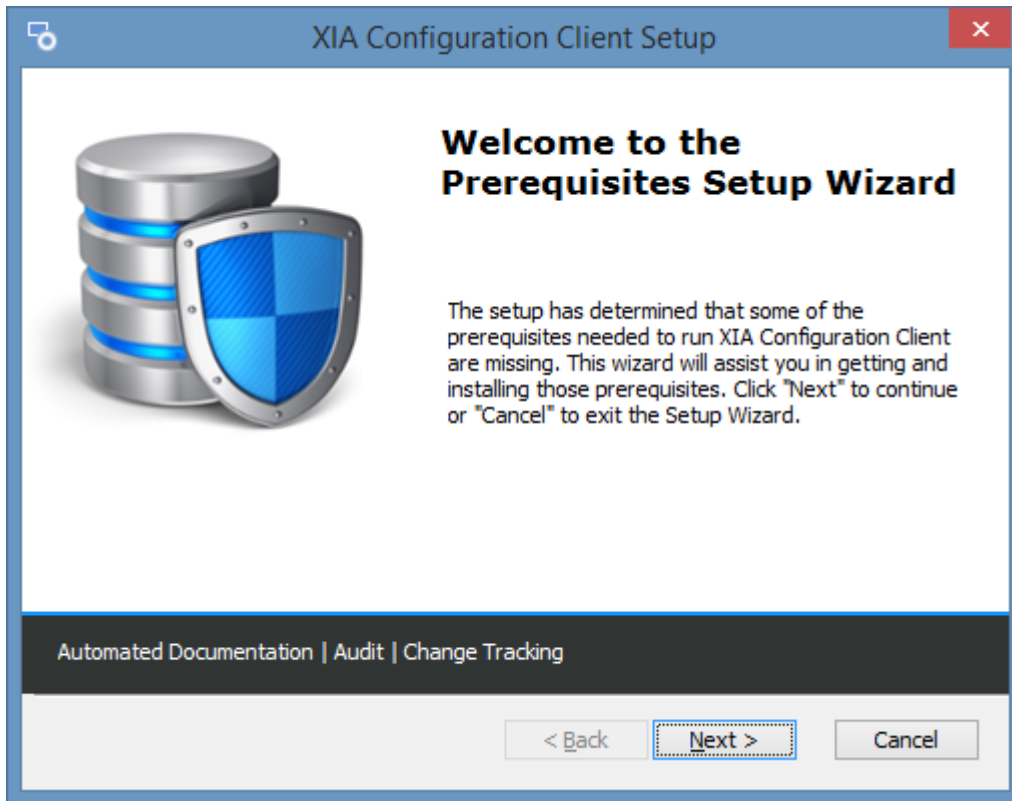 XIA Configuration Client Setup
Welcome to the
Prerequisites Setup Wizard
The setup has determined that some of the
prerequisites needed to run XIA Configuration Client
are missing. This wizard will assist you in getting and
installing those prerequisites. Click "Next" to continue
or "Cancel" to exit the Setup Wizard.
Automated Documentation | Audit | Change Tracking
< Back
Next >
Cancel